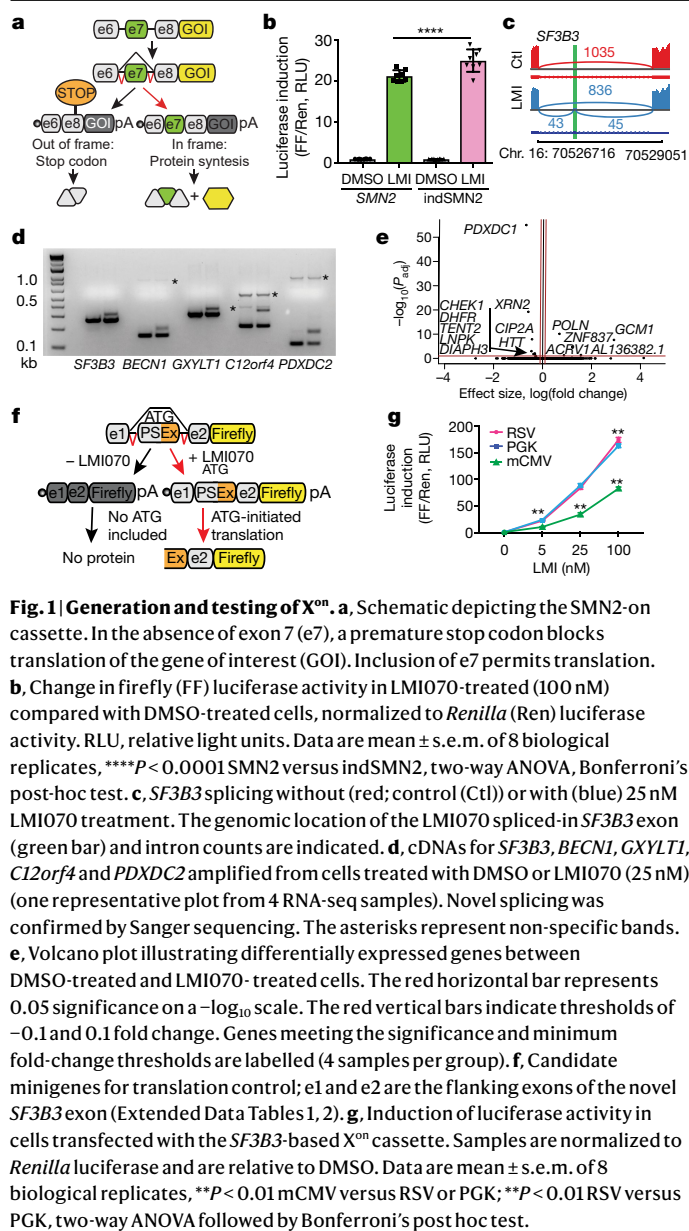 a
e6 e7 e8 GOI
e6 e7 e8 GOI
STOP
e6 e8 GOI pA e6 e7 e8 GOI pA
Out of frame:
Stop codon
In frame:
Protein syntesis
+
b
****
30
20
10
0
Luciferase induction
(FF/Ren, RLU)
DMSO LMI DMSO LMI
SMN2 indSMN2
c
SF3B3
Ctl
1035
LMI
836
43 45
Chr. 16: 70526716 70529051
d
1.0
0.5
0.1
kb
*
*
*
*
SF3B3 BECN1 GXYLT1 C12orf4 PDXDC2
e
50
40
30
20
10
0
–log10(Padj)
PDXDC1
CHEK1
DHFR
TENT2
LNPK
DIAPH3
XRN2
CIP2A
HTT
POLN
ZNF837
GCM1
ACRV1 AL136382.1
–4 –2 0 2 4
Effect size, log(fold change)
f
ATG
e1 PSEx e2 Firefly
– LMI070 + LMI070
ATG
e1 e2 Firefly pA e1 PSEx e2 Firefly pA
No ATG
included
ATG-initiated
translation
No protein
Ex e2 Firefly
g
RSV
PGK
mCMV
200
150
100
50
0
Luciferase
induction
(FF/Ren, RLU)
**
**
**
**
0 5 25 100
LMI (nM)
Fig. 1 | Generation and testing of Xon. a, Schematic depicting the SMN2-on
cassette. In the absence of exon 7 (e7), a premature stop codon blocks
translation of the gene of interest (GOI). Inclusion of e7 permits translation.
b, Change in firefly (FF) luciferase activity in LMI070-treated (100 nM)
compared with DMSO-treated cells, normalized to Renilla (Ren) luciferase
activity. RLU, relative light units. Data are mean ± s.e.m. of 8 biological
replicates, ****P < 0.0001 SMN2 versus indSMN2, two-way ANOVA, Bonferroni's
post-hoc test. c, SF3B3 splicing without (red; control (Ctl)) or with (blue) 25 nM
LMI070 treatment. The genomic location of the LMI070 spliced-in SF3B3 exon
(green bar) and intron counts are indicated. d, cDNAs for SF3B3, BECN1, GXYLT1,
C12orf4 and PDXDC2 amplified from cells treated with DMSO or LMI070 (25 nM)
(one representative plot from 4 RNA-seq samples). Novel splicing was
confirmed by Sanger sequencing. The asterisks represent non-specific bands.
e, Volcano plot illustrating differentially expressed genes between
DMSO-treated and LMI070- treated cells. The red horizontal bar represents
0.05 significance on a −log10 scale. The red vertical bars indicate thresholds of
−0.1 and 0.1 fold change. Genes meeting the significance and minimum
fold-change thresholds are labelled (4 samples per group). f, Candidate
minigenes for translation control; e1 and e2 are the flanking exons of the novel
SF3B3 exon (Extended Data Tables 1, 2). g, Induction of luciferase activity in
cells transfected with the SF3B3-based Xon cassette. Samples are normalized to
Renilla luciferase and are relative to DMSO. Data are mean ± s.e.m. of 8
biological replicates, **P < 0.01 mCMV versus RSV or PGK; **P < 0.01 RSV versus
PGK, two-way ANOVA followed by Bonferroni's post hoc test.